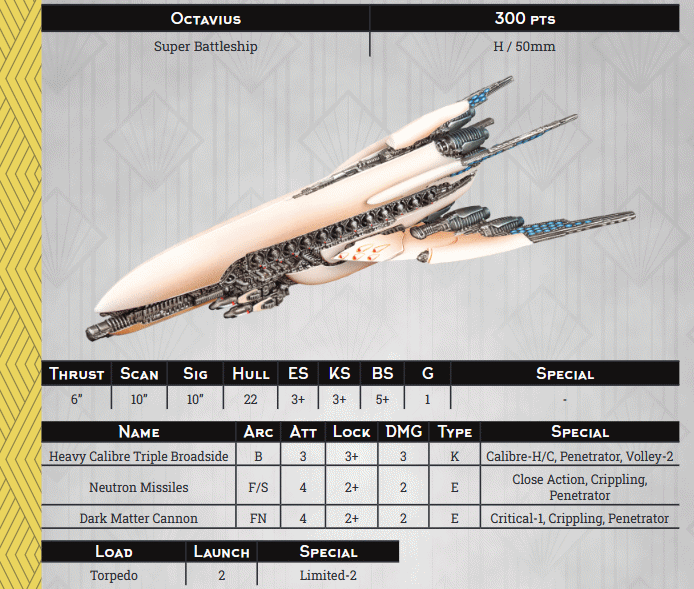 Octavius 300 pts
Super Battleship H / 50mm
Thrust Scan Sig Hull ES KS BS G Special
6” 10” 10” 22 3+ 3+ 5+ 1 -
Name Arc Att Lock DMG Type Special
Heavy Calibre Triple Broadside B 3 3+ 3 K Calibre-H/C, Penetrator, Volley-2
Neutron Missiles F/S 4 2+ 2 E Close Action, Crippling,
Penetrator
Dark Matter Cannon FN 4 2+ 2 E Critical-1, Crippling, Penetrator
Load Launch Special
Torpedo 2 Limited-2